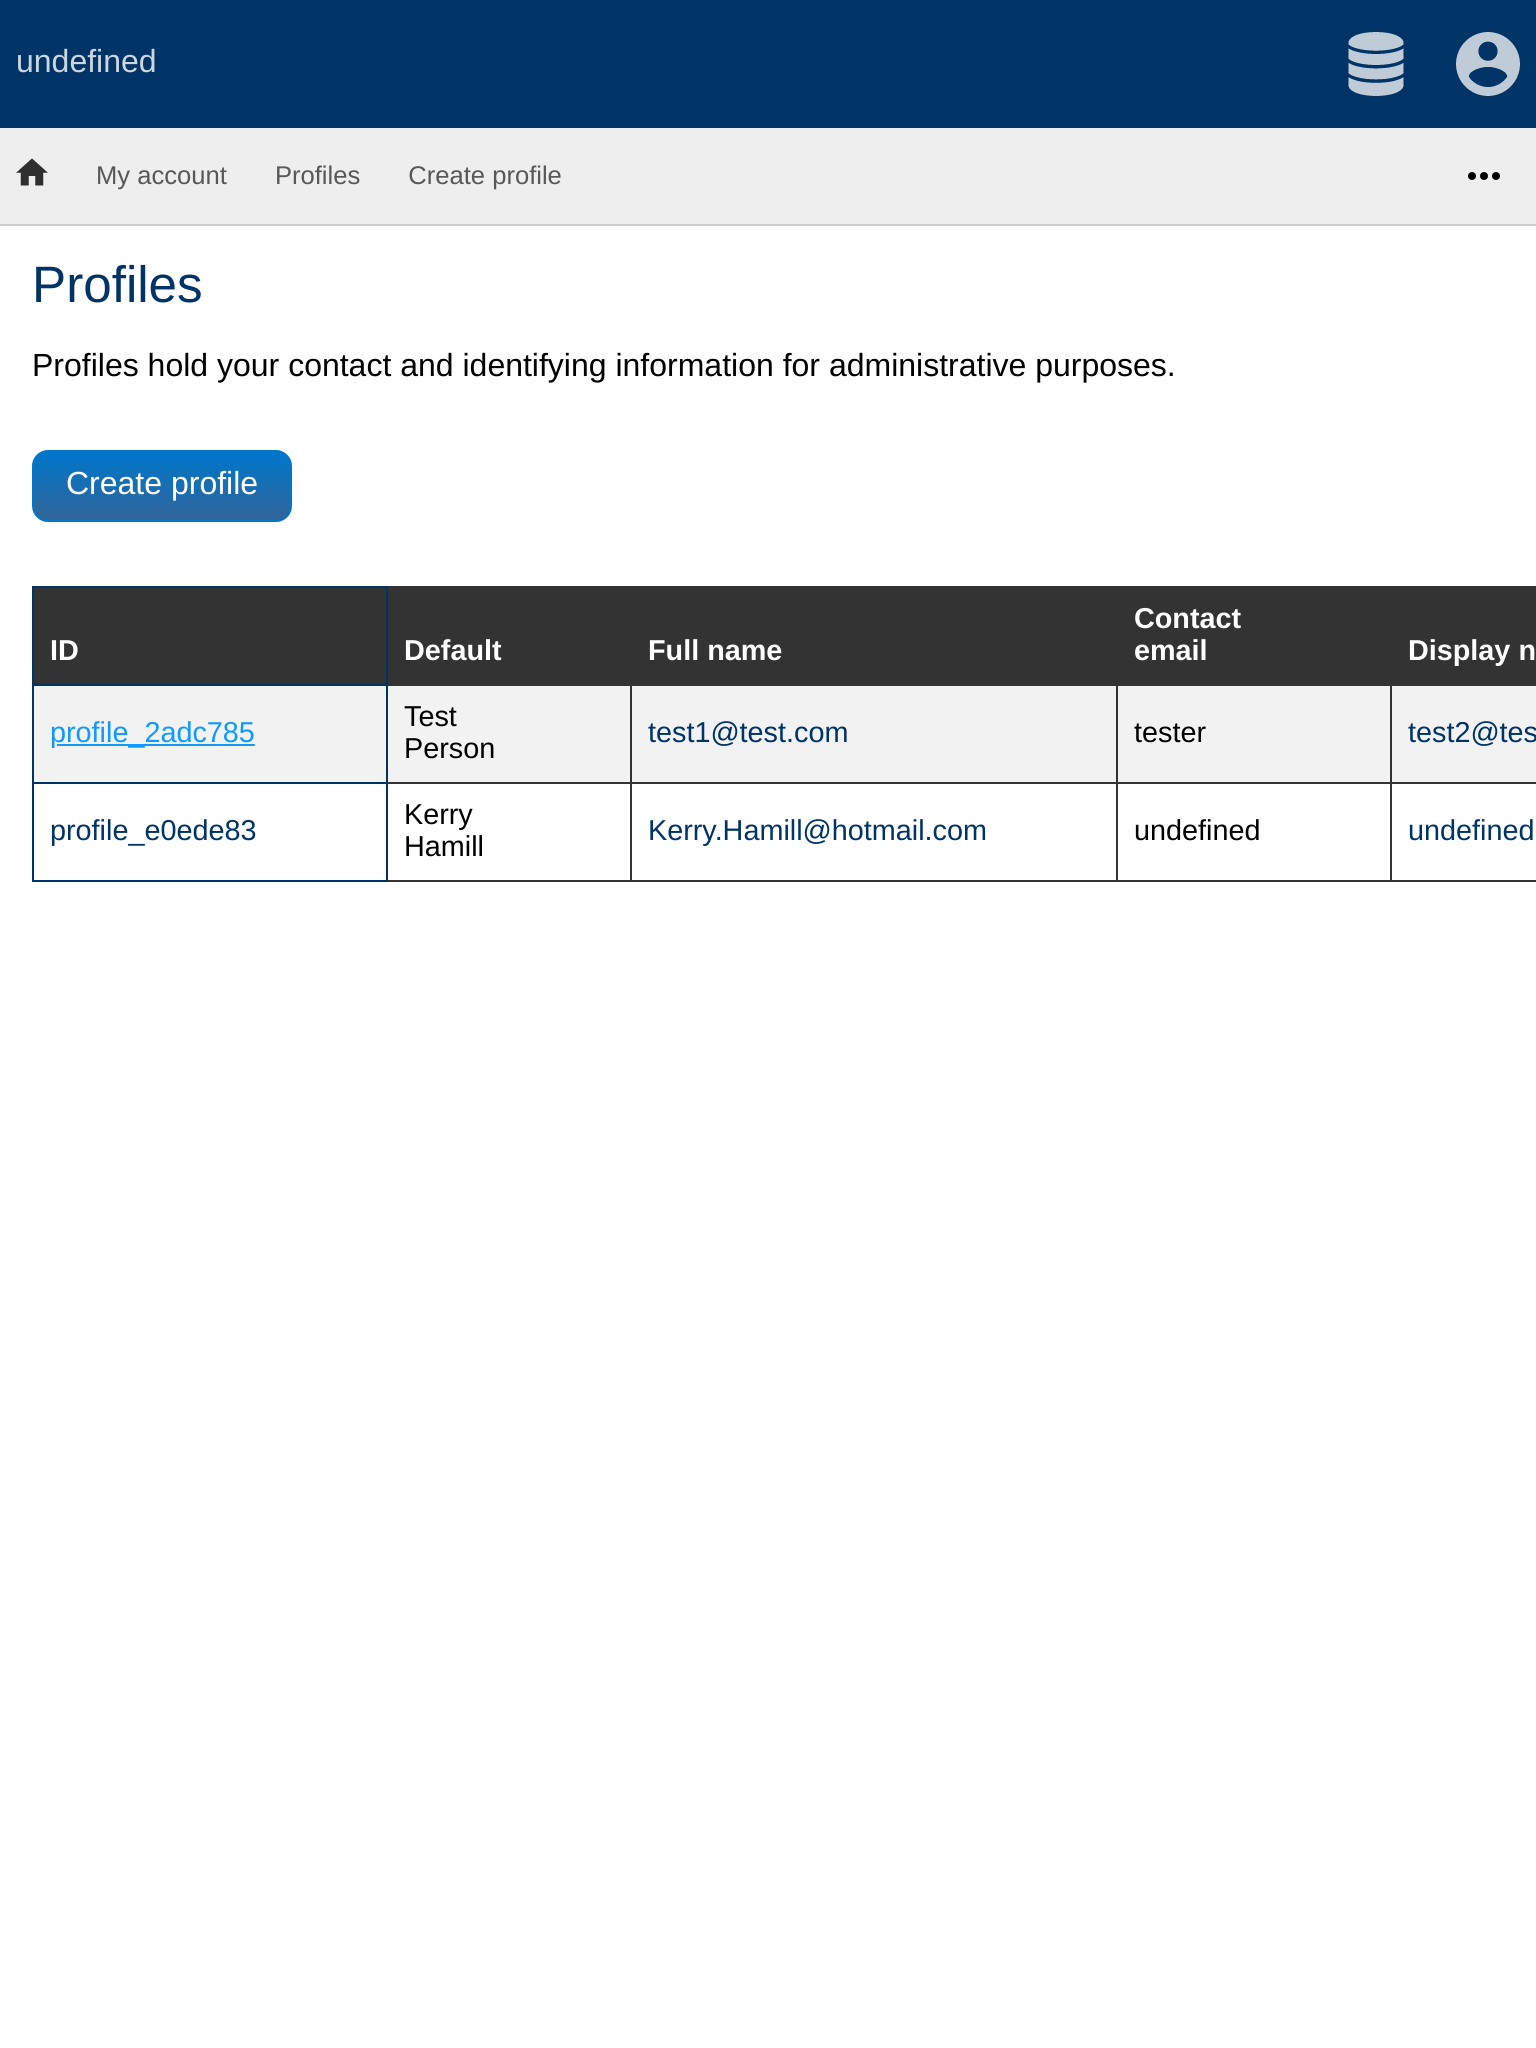 undefined
My account Profiles Create profile
Profiles
Profiles hold your contact and identifying information for administrative purposes.
Create profile
ID Default Full name Contact email Display n
profile_2adc785 Test Person test1@test.com tester test2@tes
profile_e0ede83 Kerry Hamill Kerry.Hamill@hotmail.com undefined undefined